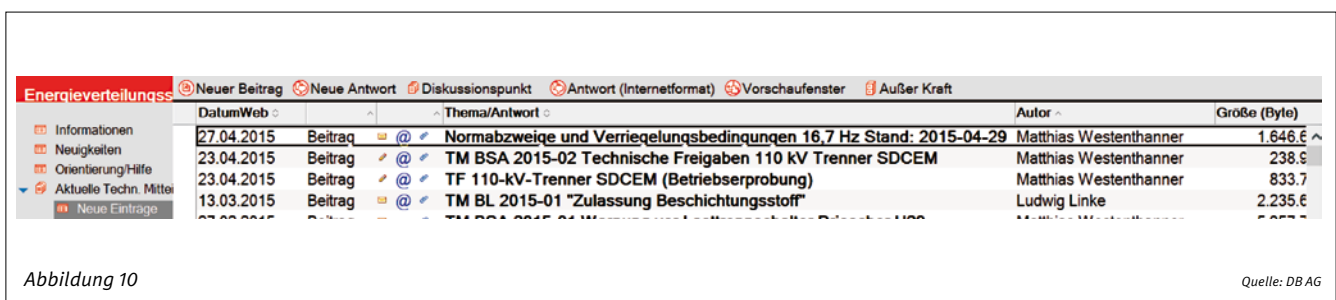 Neuer Beitrag Neue Antwort Diskussionspunkt Antwort (Internetformat) Vorschaufenster Außer Kraft
Energieverteilungss
DatumWeb Thema/Antwort Autor Größe (Byte)
Informationen
Neuigkeiten
Orientierung/Hilfe
Aktuelle Techn. Mittei
Neue Einträge
27.04.2015 Beitrag @ Normabzweige und Verriegelungsbedingungen 16,7 Hz Stand: 2015-04-29 Matthias Westenthanner 1.646.6
23.04.2015 Beitrag @ TM BSA 2015-02 Technische Freigaben 110 kV Trenner SDCEM Matthias Westenthanner 238.9
23.04.2015 Beitrag @ TF 110-kV-Trenner SDCEM (Betriebserprobung) Matthias Westenthanner 833.7
13.03.2015 Beitrag @ TM BL 2015-01 "Zulassung Beschichtungsstoff" Ludwig Linke 2.235.6
Abbildung 10
Quelle: DB AG